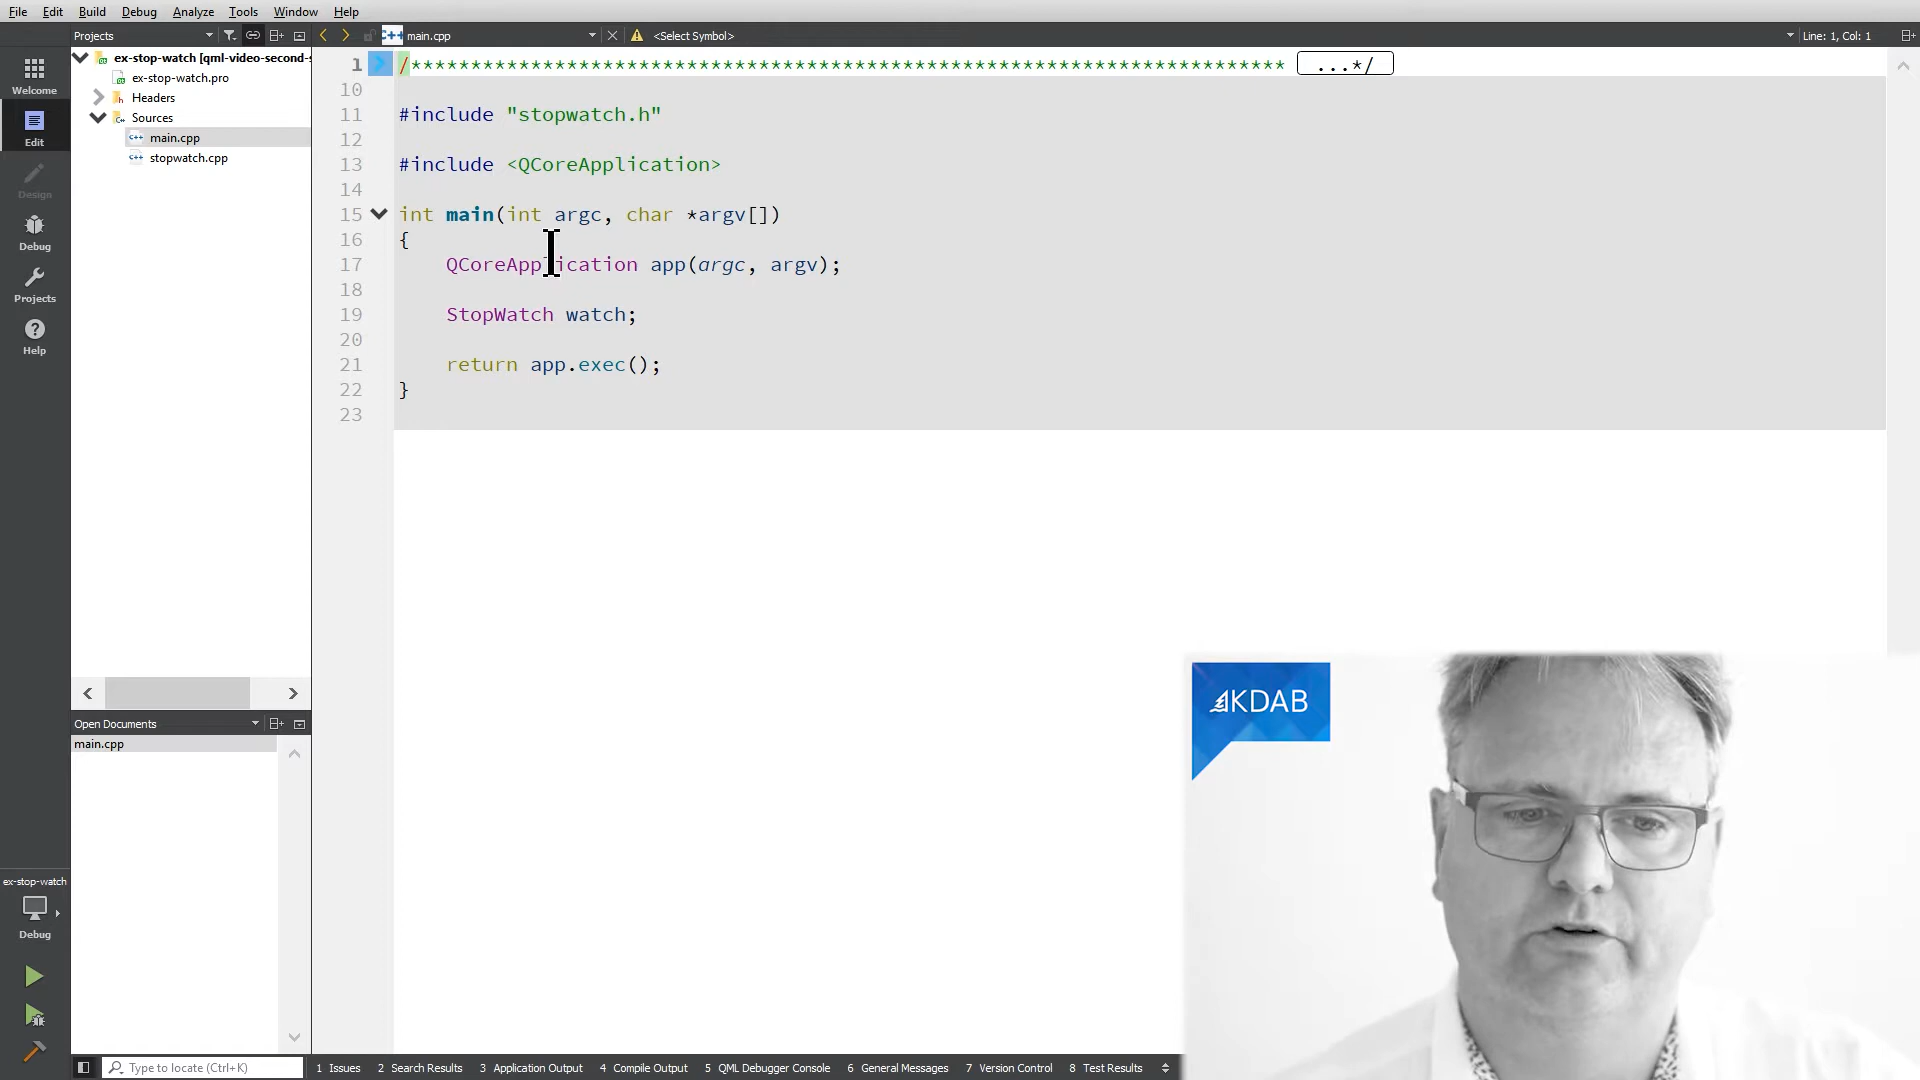 File Edit Build Debug Analyze Tools Window Help
Projects main.cpp <Select Symbol> Line: 1, Col: 1
ex-stop-watch [qml-video-second-s
ex-stop-watch.pro
Headers
Sources
main.cpp
stopwatch.cpp
Welcome
Edit
Design
Debug
Projects
Help
1 /************************************************************************** ...*/
10
11 #include "stopwatch.h"
12
13 #include <QCoreApplication>
14
15 int main(int argc, char *argv[])
16 {
17 QCoreApplication app(argc, argv);
18
19 StopWatch watch;
20
21 return app.exec();
22 }
23
Open Documents
main.cpp
ex-stop-watch
Debug
KDAB
Type to locate (Ctrl+K) 1 Issues 2 Search Results 3 Application Output 4 Compile Output 5 QML Debugger Console 6 General Messages 7 Version Control 8 Test Results